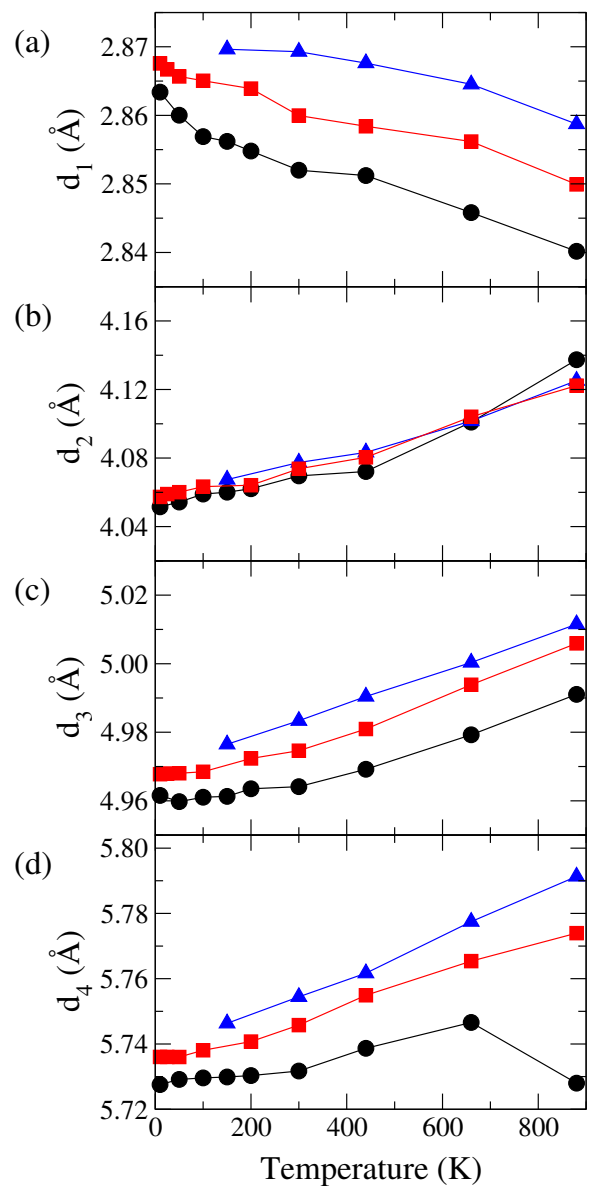 (a)
2.87
2.86
2.85
2.84
d1 (Å)
(b)
4.16
4.12
4.08
4.04
d2 (Å)
(c)
5.02
5.00
4.98
4.96
d3 (Å)
(d)
5.80
5.78
5.76
5.74
5.72
d4 (Å)
0 200 400 600 800
Temperature (K)